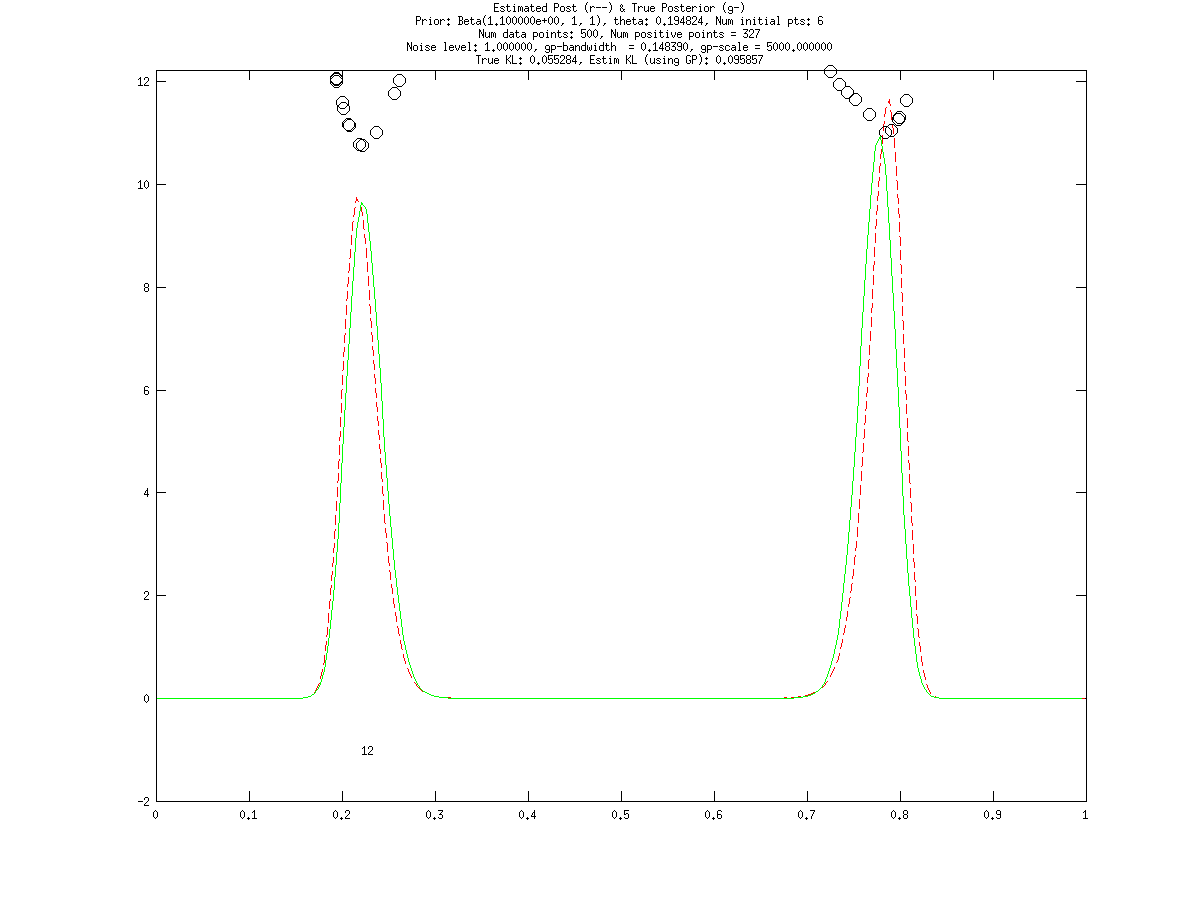 Estimated Post (r--) & True Posterior (g-)
Prior: Beta(1.100000e+00, 1, 1), theta: 0.194824, Num initial pts: 6
Num data points: 500, Num positive points = 327
Noise level: 1.000000, gp-bandwidth  = 0.148390, gp-scale = 5000.000000
True KL: 0.055284, Estim KL (using GP): 0.095857
12
10
8
6
4
2
0
12
-2
0 0.1 0.2 0.3 0.4 0.5 0.6 0.7 0.8 0.9 1